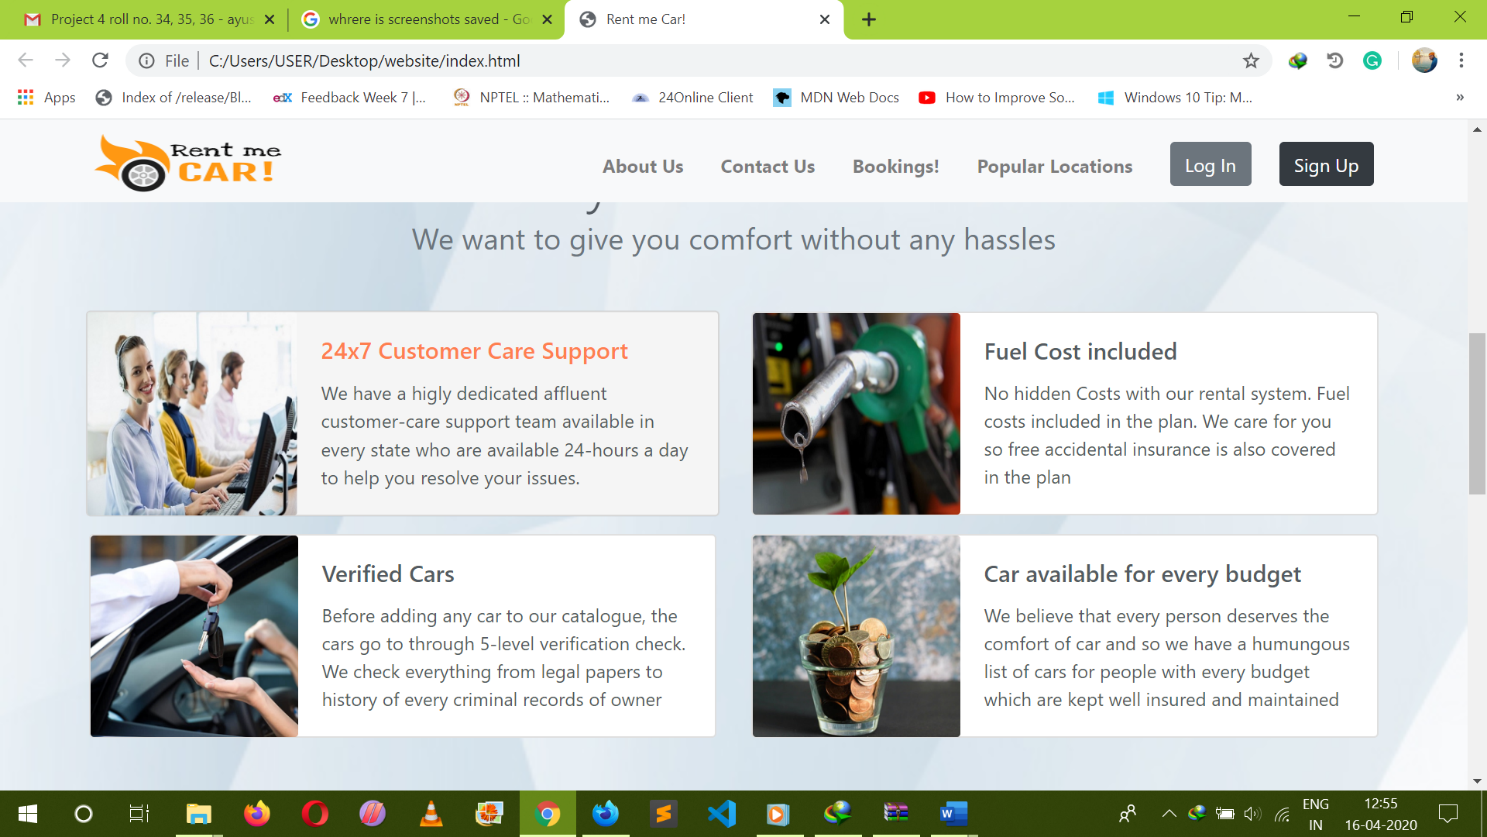 Project 4 roll no. 34, 35, 36 - ayus
whrere is screenshots saved - Go
Rent me Car!
File
C:/Users/USER/Desktop/website/index.html
Apps
Index of /release/Bl...
edX
Feedback Week 7 |...
NPTEL :: Mathemati...
24Online Client
MDN Web Docs
How to Improve So...
Windows 10 Tip: M...
»
Rent me
CAR!
About Us
Contact Us
Bookings!
Popular Locations
Log In
Sign Up
We want to give you comfort without any hassles
24x7 Customer Care Support
We have a higly dedicated affluent
customer-care support team available in
every state who are available 24-hours a day
to help you resolve your issues.
Fuel Cost included
No hidden Costs with our rental system. Fuel
costs included in the plan. We care for you
so free accidental insurance is also covered
in the plan
Verified Cars
Before adding any car to our catalogue, the
cars go to through 5-level verification check.
We check everything from legal papers to
history of every criminal records of owner
Car available for every budget
We believe that every person deserves the
comfort of car and so we have a humungous
list of cars for people with every budget
which are kept well insured and maintained
ENG
IN
12:55
16-04-2020